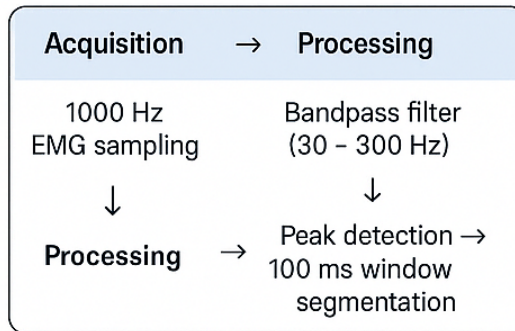 Acquisition → Processing
1000 Hz
EMG sampling
↓
Processing →
Bandpass filter
(30 – 300 Hz)
↓
Peak detection →
100 ms window
segmentation